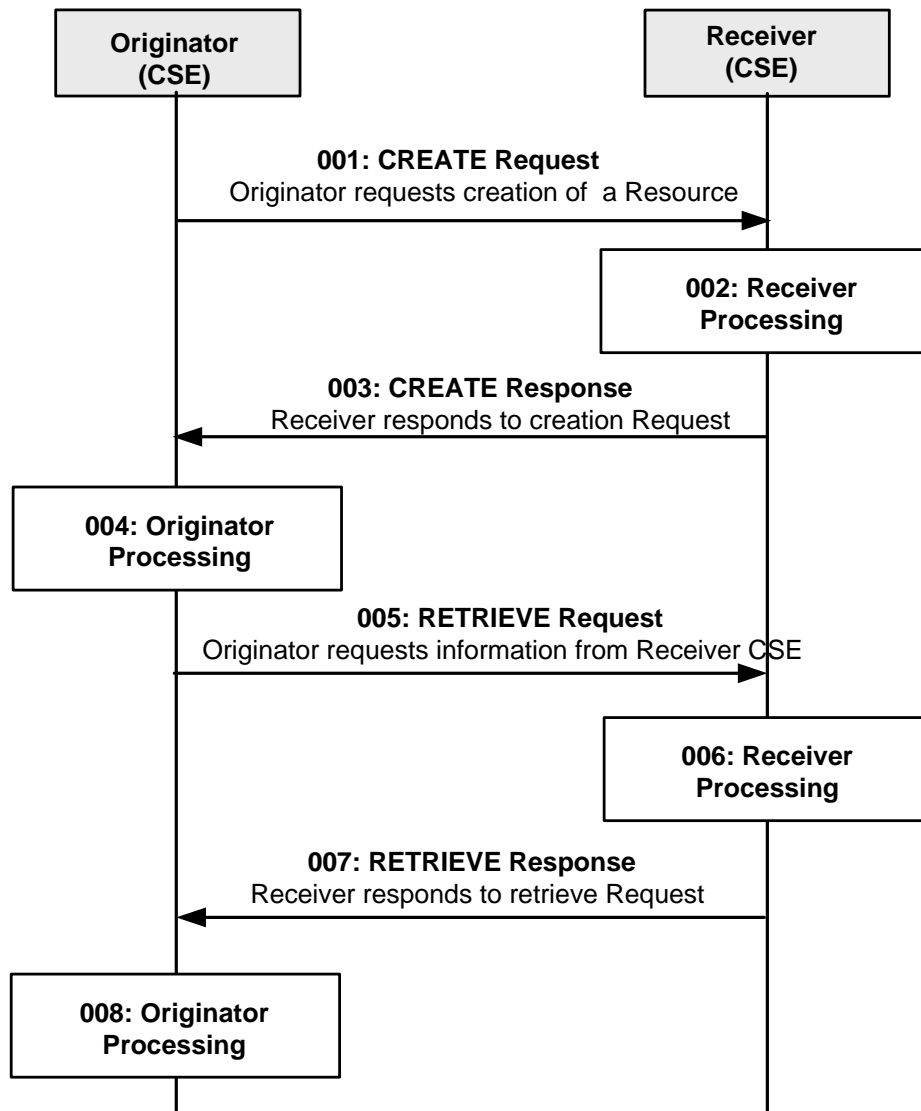 Originator
(CSE)
Receiver
(CSE)
001: CREATE Request
Originator requests creation of a Resource
002: Receiver
Processing
003: CREATE Response
Receiver responds to creation Request
004: Originator
Processing
005: RETRIEVE Request
Originator requests information from Receiver CSE
006: Receiver
Processing
007: RETRIEVE Response
Receiver responds to retrieve Request
008: Originator
Processing